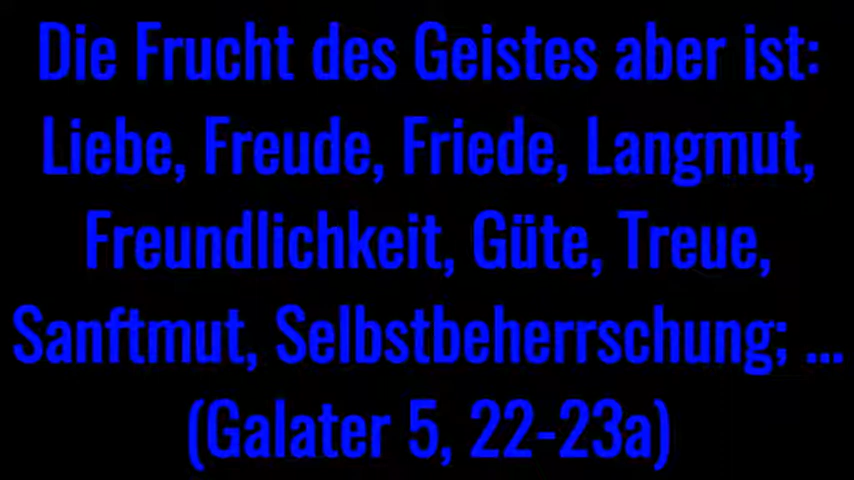 Die Frucht des Geistes aber ist:
Liebe, Freude, Friede, Langmut,
Freundlichkeit, Güte, Treue,
Sanftmut, Selbstbeherrschung; ...
(Galater 5, 22-23a)